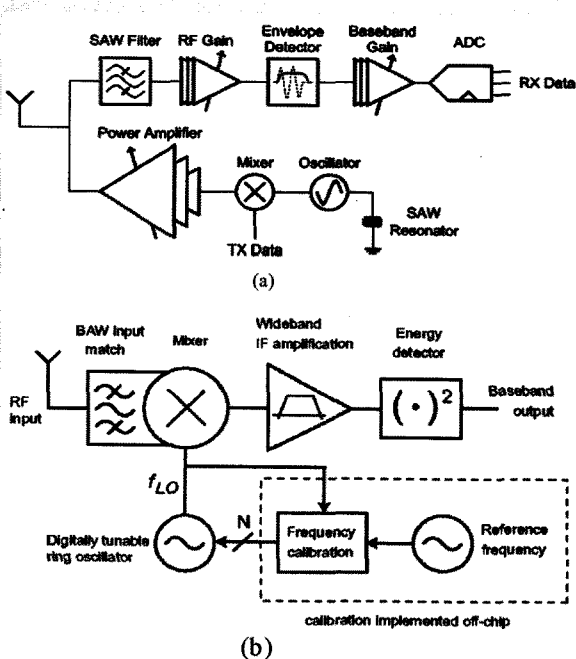 SAW Filter
RF Gain
Envelope
Detector
Baseband
Gain
ADC
RX Data
Power Amplifier
Mixer
Oscillator
SAW
Resonator
TX Data
(a)
BAW input
match
Mixer
Wideband
IF amplification
Energy
detector
RF
input
( • )²
Baseband
output
fLO
Digitally tunable
ring oscillator
N
Frequency
calibration
Reference
frequency
calibration implemented off-chip
(b)